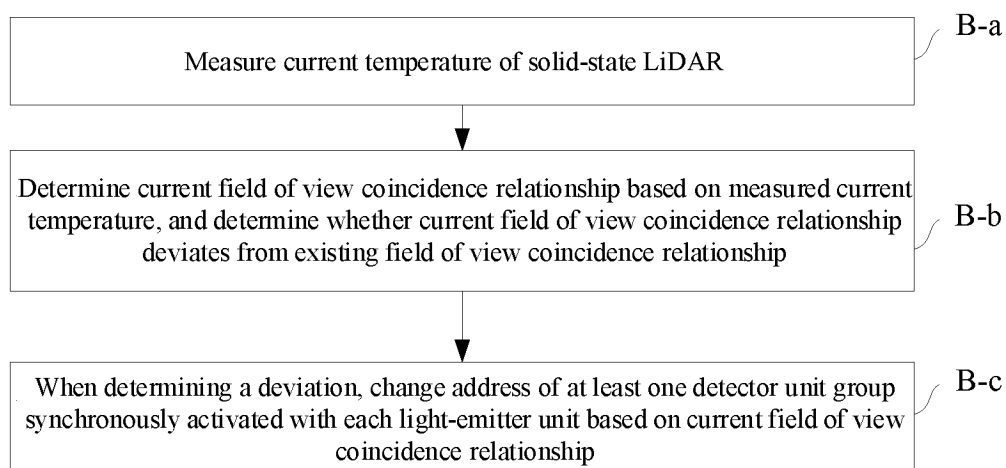 B-a
Measure current temperature of solid-state LiDAR
Determine current field of view coincidence relationship based on measured current
temperature, and determine whether current field of view coincidence relationship
deviates from existing field of view coincidence relationship
B-b
When determining a deviation, change address of at least one detector unit group
synchronously activated with each light-emitter unit based on current field of view
coincidence relationship
B-c